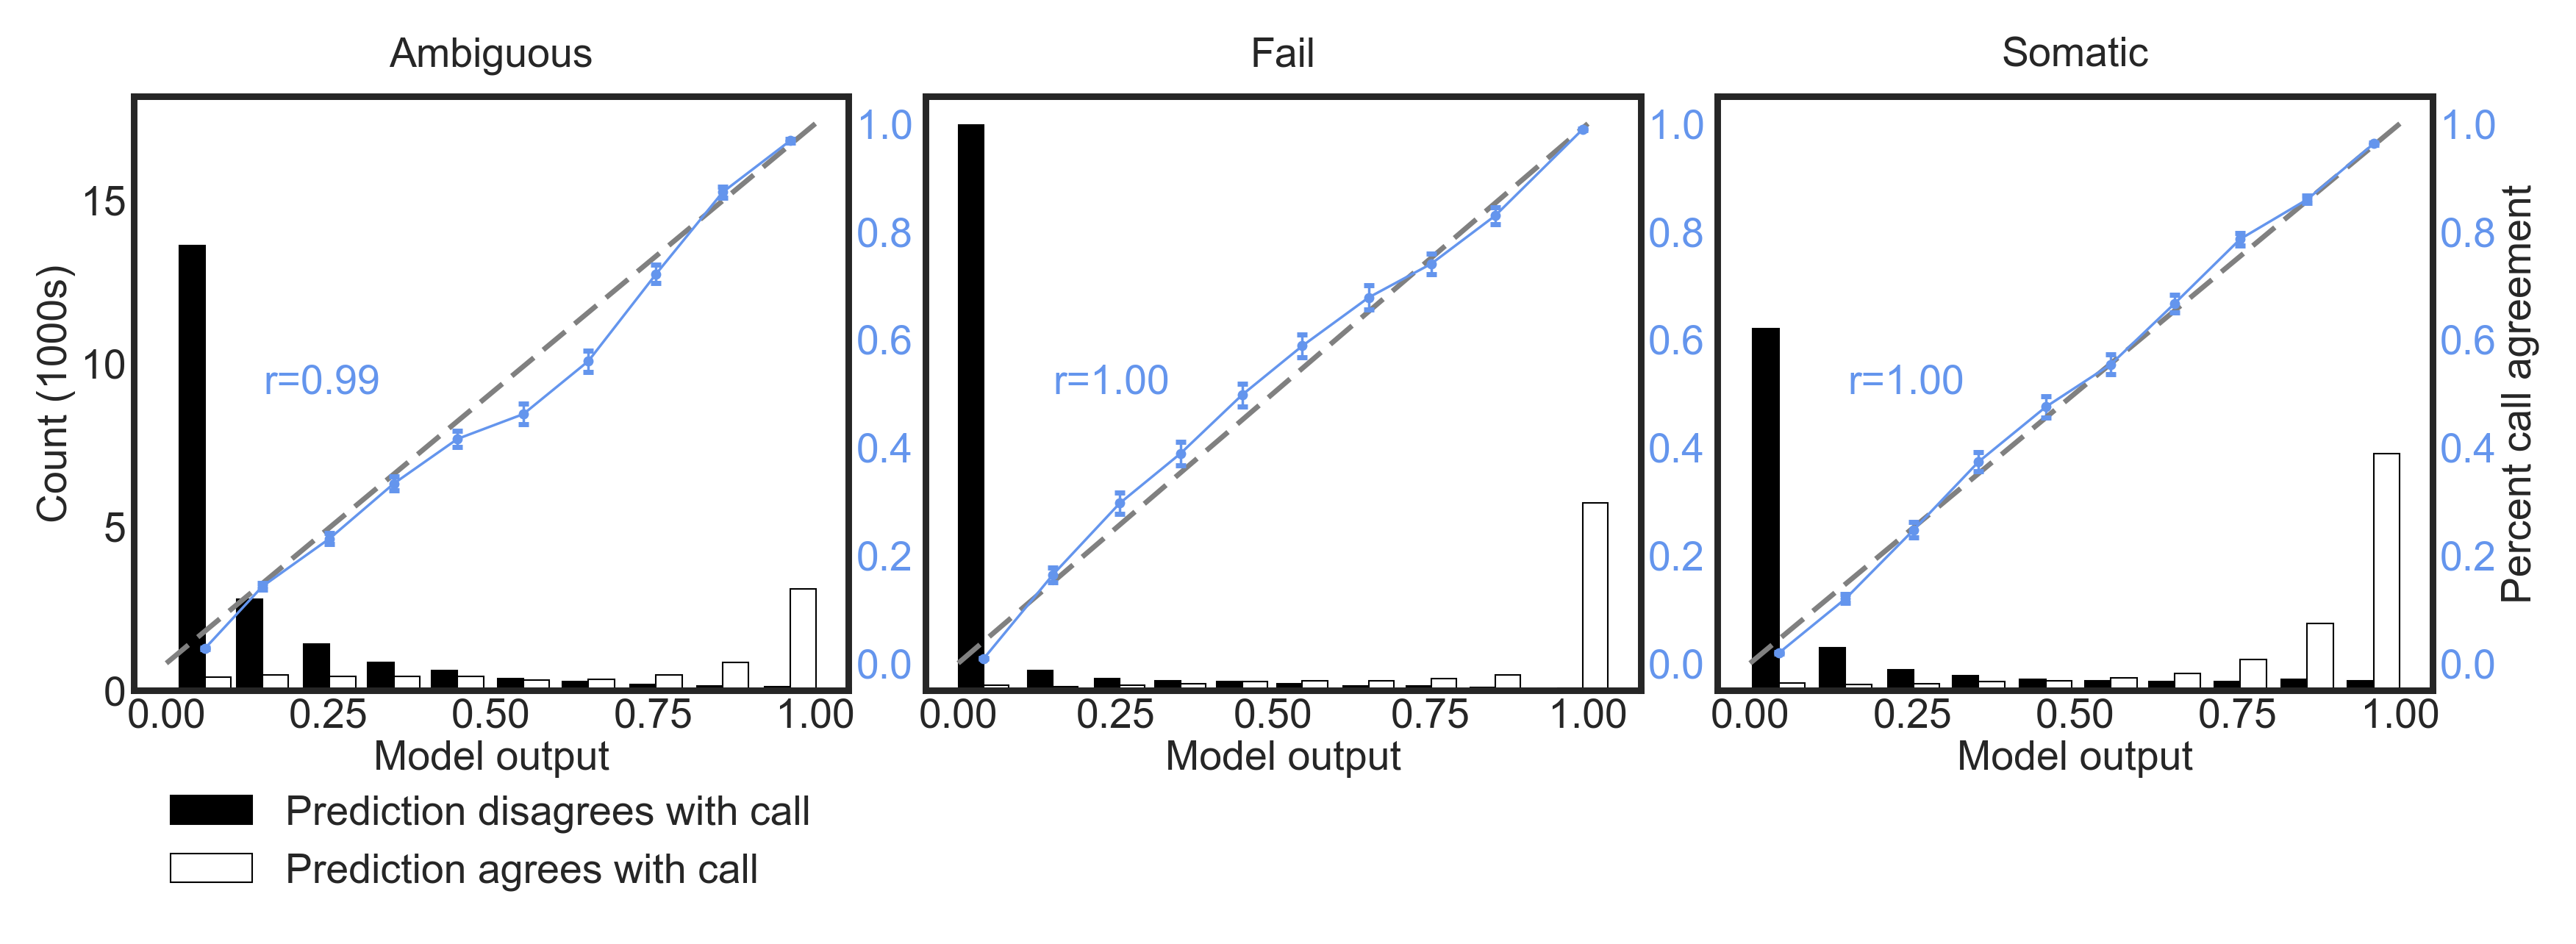 Ambiguous
Fail
Somatic
Count (1000s)
15
10
5
0
r=0.99
0.00 0.25 0.50 0.75 1.00
Model output
1.0
0.8
0.6
0.4
0.2
0.0
r=1.00
0.00 0.25 0.50 0.75 1.00
Model output
1.0
0.8
0.6
0.4
0.2
0.0
r=1.00
0.00 0.25 0.50 0.75 1.00
Model output
1.0
0.8
0.6
0.4
0.2
0.0
Percent call agreement
Prediction disagrees with call
Prediction agrees with call